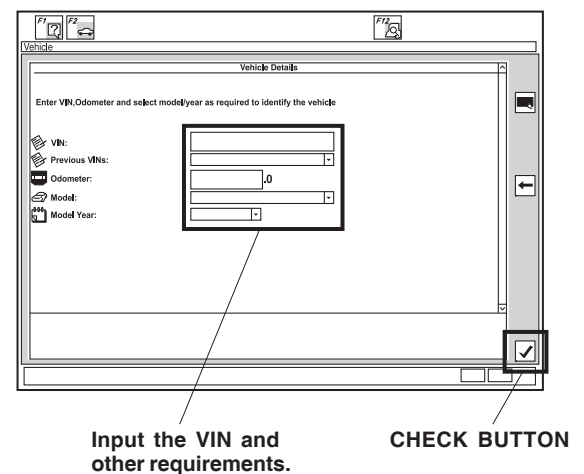 F1 F2 F12
Vehicle
Vehicle Details
Enter VIN,Odometer and select model/year as required to identify the vehicle
VIN:
Previous VINs:
Odometer: .0
Model:
Model Year:
Input the VIN and
other requirements.
CHECK BUTTON